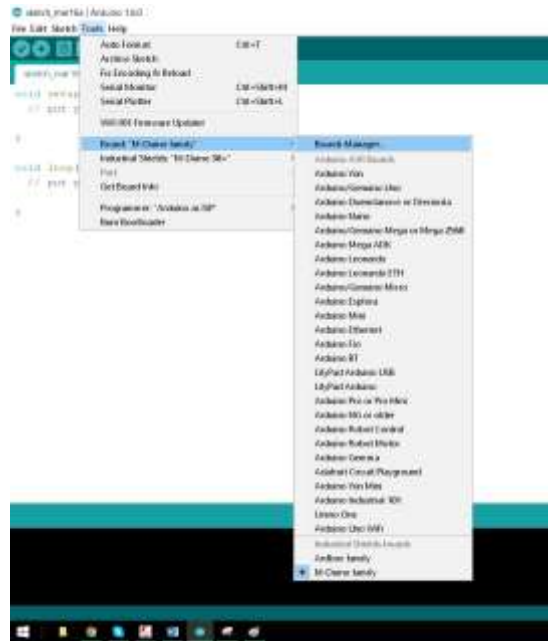 File Edit Sketch Tools Help
Auto Format Ctrl+T
Archive Sketch
Fix Encoding & Reload
Serial Monitor Ctrl+Shift+M
Serial Plotter Ctrl+Shift+L
WiFi101 Firmware Updater
Board: "M-Duino family"
Industrial Shields: "M-Duino
Port
Get Board Info
Programmer: "Arduino as ISP"
Burn Bootloader
void
// put
}
void loop
// put
}
Boards Manager...
Arduino AVR Boards
Arduino Yún
Arduino/Genuino Uno
Arduino Duemilanove or Diecimila
Arduino Nano
Arduino/Genuino Mega or Mega 2560
Arduino Mega ADK
Arduino Leonardo
Arduino Leonardo ETH
Arduino/Genuino Micro
Arduino Esplora
Arduino Mini
Arduino Ethernet
Arduino Fio
Arduino BT
LilyPad Arduino USB
LilyPad Arduino
Arduino Pro or Pro Mini
Arduino NG or older
Arduino Robot Control
Arduino Robot Motor
Arduino Gemma
Adafruit Circuit Playground
Arduino Yún Mini
Arduino Industrial 101
Linino One
Arduino Uno WiFi
Industrial Shields boards
Ardbox family
M-Duino family